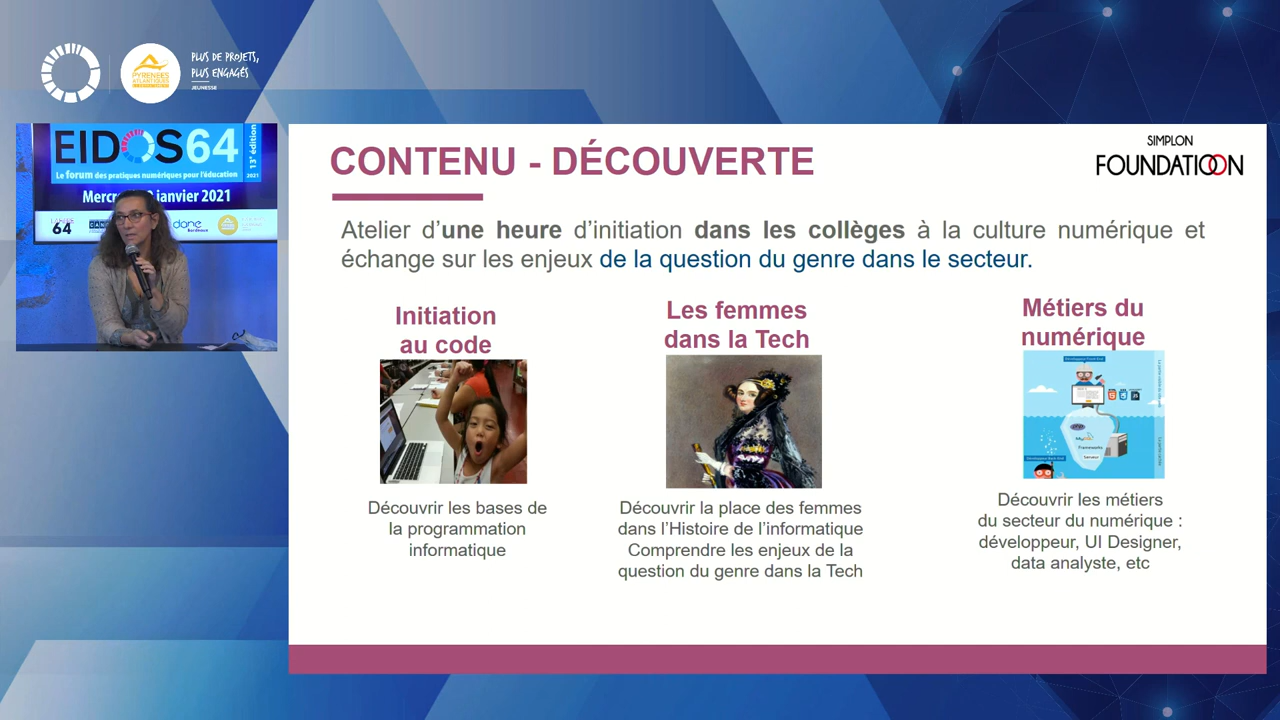 PLUS DE PROJETS,
PLUS ENGAGÉS
JEUNESSE
PYRÉNÉES
ATLANTIQUES
EIDOS64
13e édition
2021
Le forum des pratiques numériques pour l'éducation
janvier 2021
64
dane
SIMPLON
FOUNDATION
CONTENU - DÉCOUVERTE
Atelier d'une heure d'initiation dans les collèges à la culture numérique et
échange sur les enjeux de la question du genre dans le secteur.
Initiation
au code
Découvrir les bases de
la programmation
informatique
Les femmes
dans la Tech
Découvrir la place des femmes
dans l'Histoire de l'informatique
Comprendre les enjeux de la
question du genre dans la Tech
Métiers du
numérique
Découvrir les métiers
du secteur du numérique :
développeur, UI Designer,
data analyste, etc